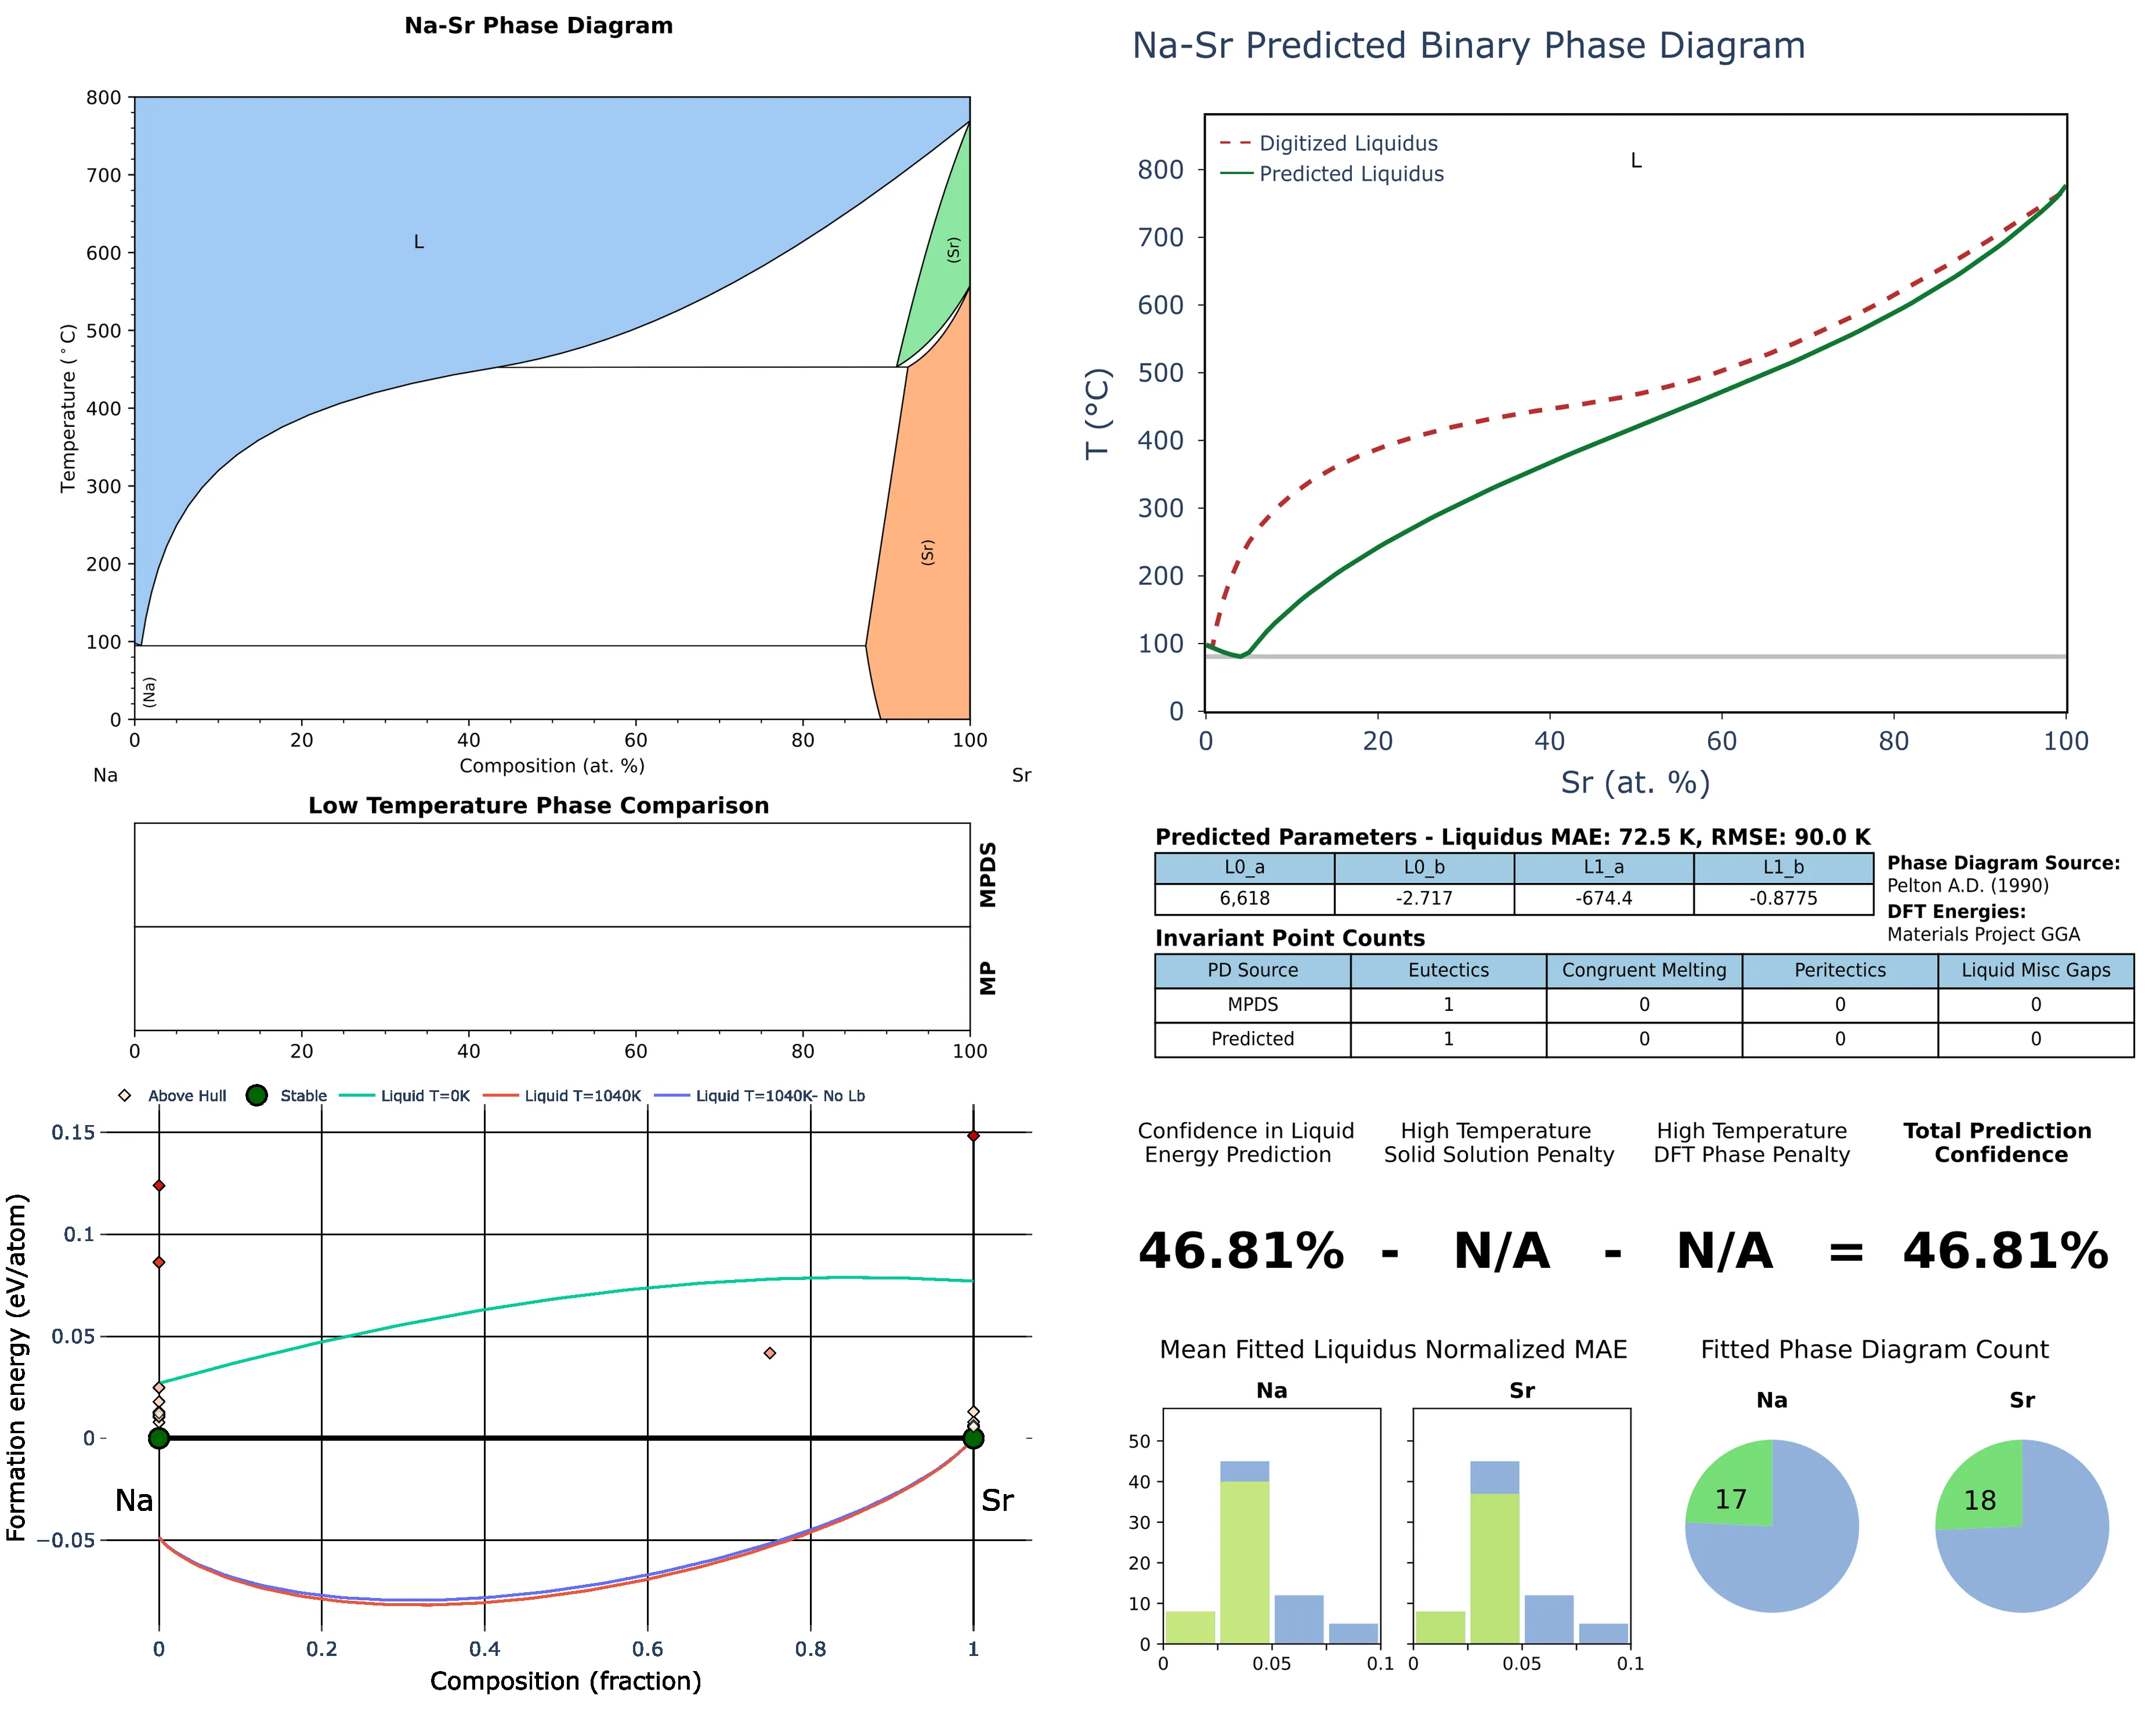 Na-Sr Phase Diagram
800
700
600
500
400
300
200
100
0
Temperature (°C)
L
(Sr)
(Sr)
(Na)
0 20 40 60 80 100
Composition (at. %)
Na Sr
Low Temperature Phase Comparison
MPDS
MP
0 20 40 60 80 100
Above Hull Stable Liquid T=0K Liquid T=1040K Liquid T=1040K- No Lb
0.15
0.1
0.05
0
−0.05
Formation energy (eV/atom)
Na Sr
0 0.2 0.4 0.6 0.8 1
Composition (fraction)
Na-Sr Predicted Binary Phase Diagram
Digitized Liquidus
Predicted Liquidus
L
800
700
600
500
400
300
200
100
0
T (°C)
0 20 40 60 80 100
Sr (at. %)
Predicted Parameters - Liquidus MAE: 72.5 K, RMSE: 90.0 K
L0_a L0_b L1_a L1_b
6,618 -2.717 -674.4 -0.8775
Phase Diagram Source:
Pelton A.D. (1990)
DFT Energies:
Materials Project GGA
Invariant Point Counts
PD Source Eutectics Congruent Melting Peritectics Liquid Misc Gaps
MPDS 1 0 0 0
Predicted 1 0 0 0
Confidence in Liquid
Energy Prediction
High Temperature
Solid Solution Penalty
High Temperature
DFT Phase Penalty
Total Prediction
Confidence
46.81% - N/A - N/A = 46.81%
Mean Fitted Liquidus Normalized MAE
Na Sr
50
40
30
20
10
0
0 0.05 0.1 0 0.05 0.1
Fitted Phase Diagram Count
Na Sr
17 18